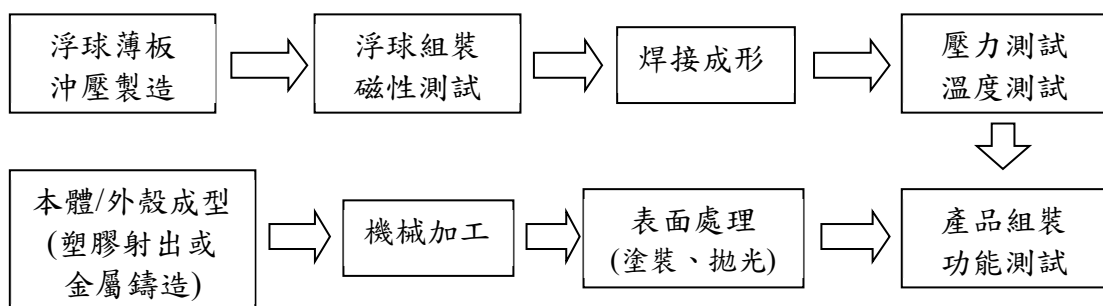 浮球薄板
沖壓製造
浮球組裝
磁性測試
焊接成形
壓力測試
溫度測試
本體/外殼成型
(塑膠射出或
金屬鑄造)
機械加工
表面處理
(塗裝、拋光)
產品組裝
功能測試